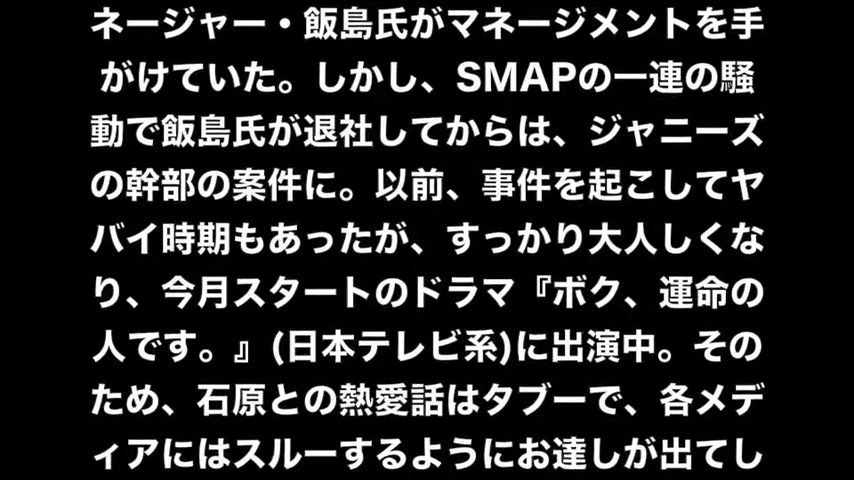 ネージャー・飯島氏がマネージメントを手
がけていた。しかし、SMAPの一連の騒
動で飯島氏が退社してからは、ジャニーズ
の幹部の案件に。以前、事件を起こしてヤ
バイ時期もあったが、すっかり大人しくな
り、今月スタートのドラマ『ボク、運命の
人です。』(日本テレビ系)に出演中。その
ため、石原との熱愛話はタブーで、各メデ
ィアにはスルーするようにお達しが出てし